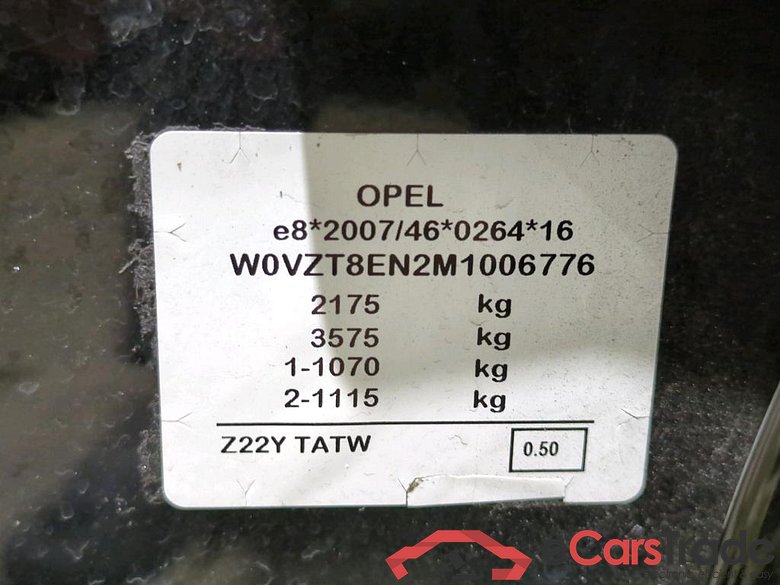 OPEL
e8*2007/46*0264*16
W0VZT8EN2M1006776
2175 kg
3575 kg
1-1070 kg
2-1115 kg
Z22Y TATW
0.50
eCarsTrade